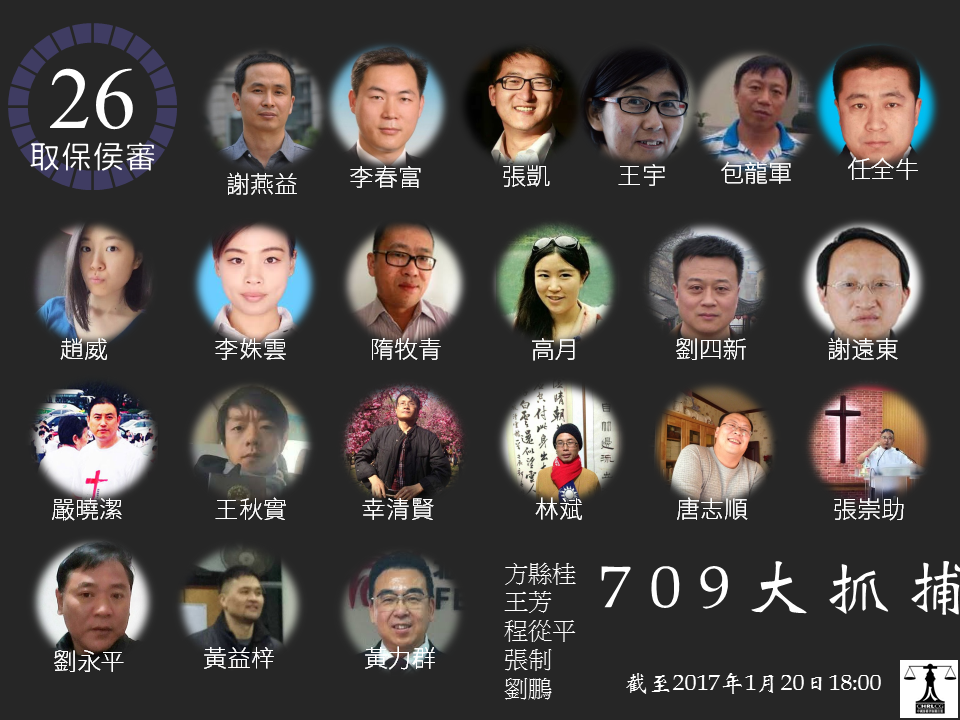 26
取保侯審
謝燕益 李春富 張凱 王宇 包龍軍 任全牛
趙威 李姝雲 隋牧青 高月 劉四新 謝遠東
嚴曉潔 王秋實 幸清賢 林斌 唐志順 張崇助
劉永平 黃益梓 黃力群
方縣桂
王芳
程從平
張制
劉鵬
709大抓捕
截至2017年1月20日18:00
CHRLCG